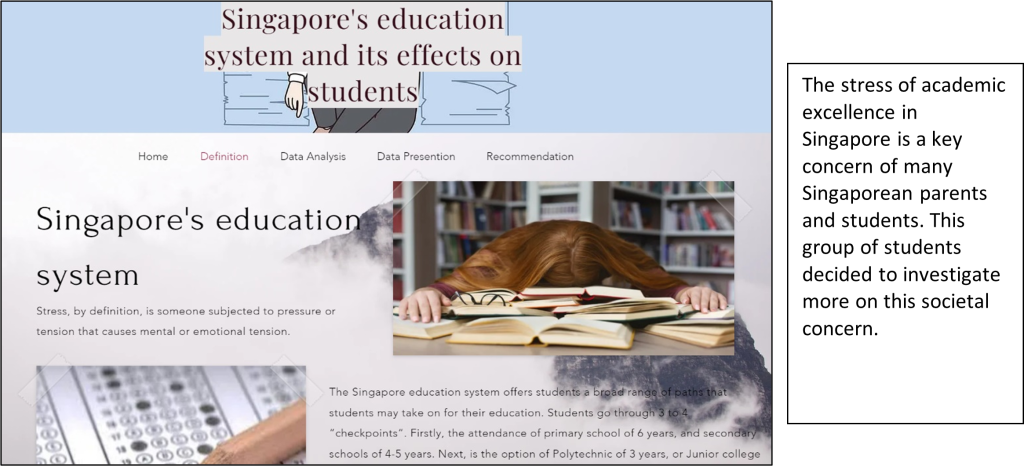 Singapore's education
system and its effects on
students
Home Definition Data Analysis Data Presentation Recommendation
Singapore's education
system
Stress, by definition, is someone subjected to pressure or
tension that causes mental or emotional tension.
The Singapore education system offers students a broad range of paths that
students may take on for their education. Students go through 3 to 4
"checkpoints". Firstly, the attendance of primary school of 6 years, and secondary
schools of 4-5 years. Next, is the option of Polytechnic of 3 years, or Junior college
The stress of academic
excellence in
Singapore is a key
concern of many
Singaporean parents
and students. This
group of students
decided to investigate
more on this societal
concern.